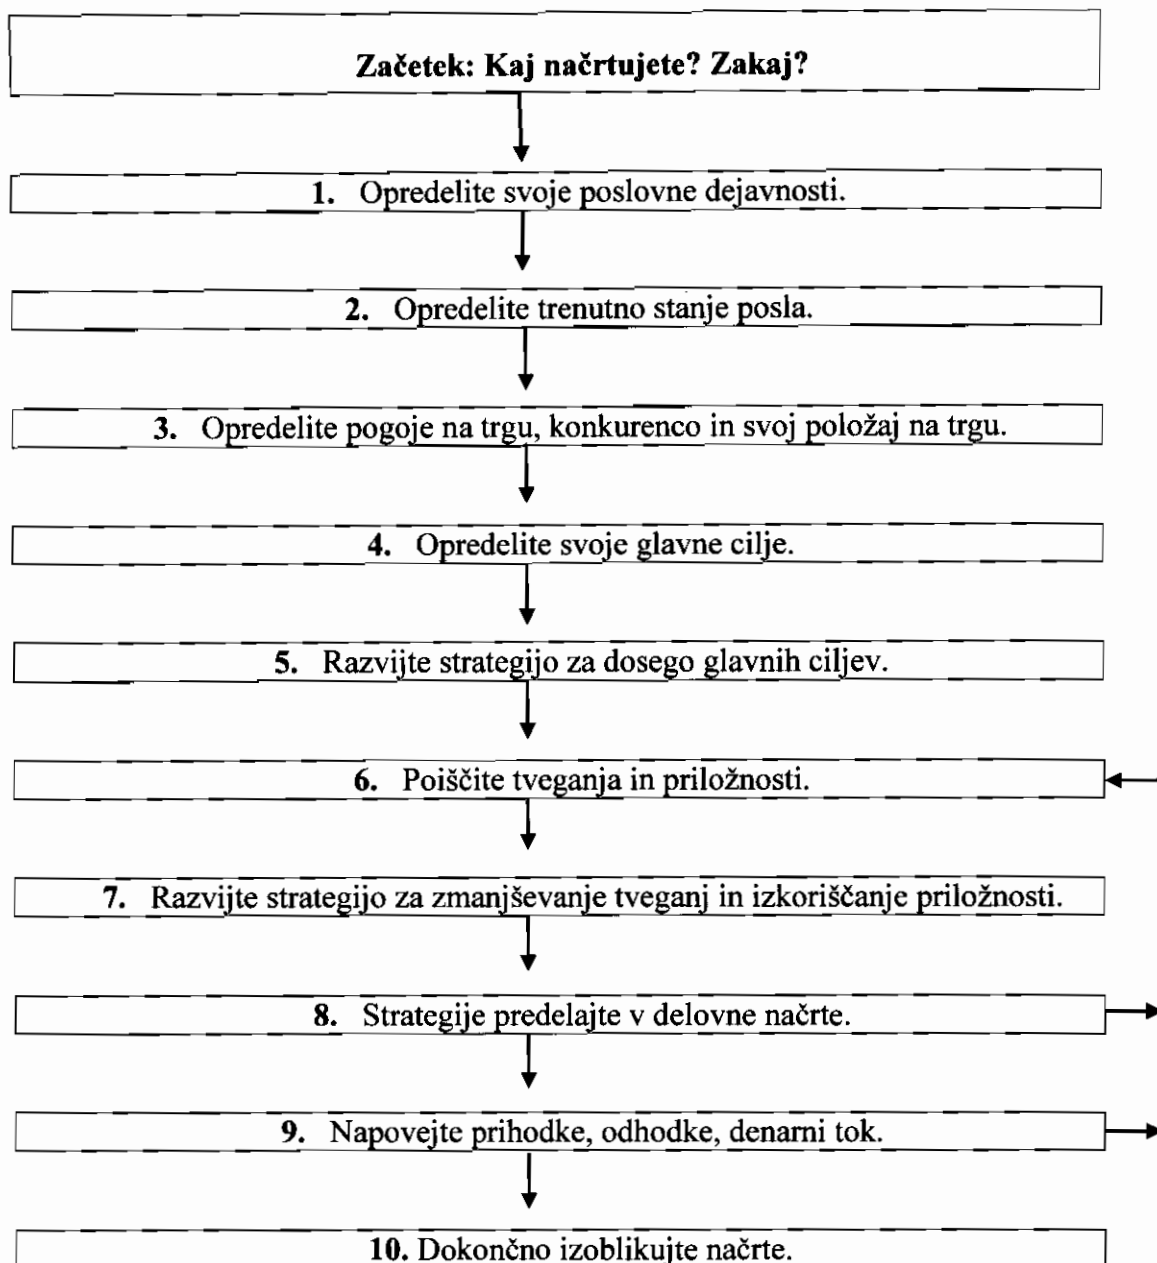 Začetek: Kaj načrtujete? Zakaj?
1. Opredelite svoje poslovne dejavnosti.
2. Opredelite trenutno stanje posla.
3. Opredelite pogoje na trgu, konkurenco in svoj položaj na trgu.
4. Opredelite svoje glavne cilje.
5. Razvijte strategijo za dosego glavnih ciljev.
6. Poiščite tveganja in priložnosti.
7. Razvijte strategijo za zmanjševanje tveganj in izkoriščanje priložnosti.
8. Strategije predelajte v delovne načrte.
9. Napovejte prihodke, odhodke, denarni tok.
10. Dokončno izoblikujte načrte.